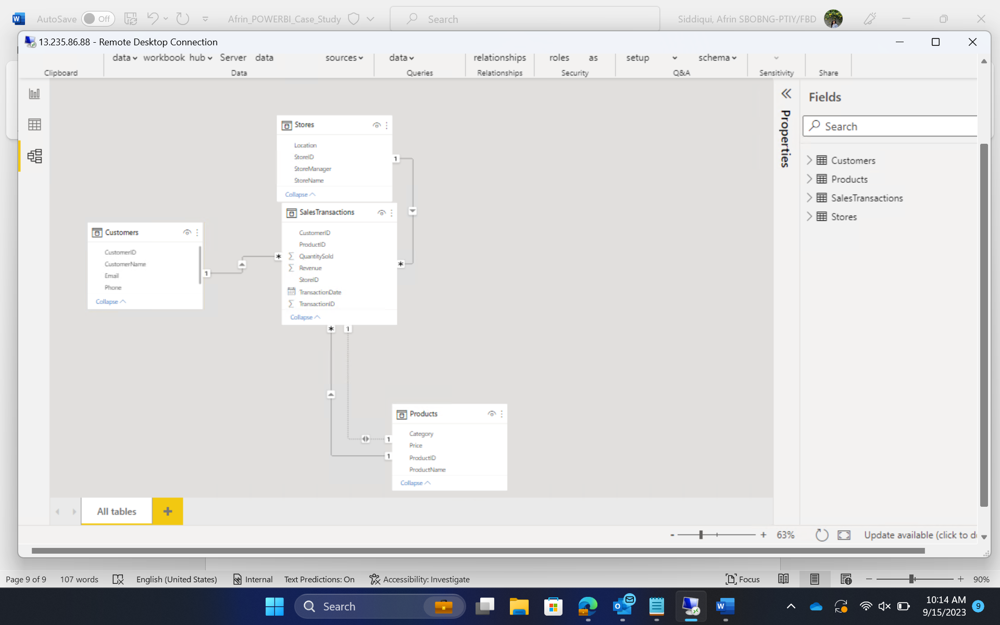 AutoSave Off Afrin_POWERBI_Case_Study Search Siddiqui, Afrin SBOBNG-PTIY/FBD
13.235.86.88 - Remote Desktop Connection
data workbook hub Server data sources data relationships roles as setup schema
Clipboard Data Queries Relationships Security Q&A Sensitivity Share
Properties
Fields
Search
Customers
Products
SalesTransactions
Stores
Stores
Location
StoreID
StoreManager
StoreName
Collapse
1
*
SalesTransactions
CustomerID
ProductID
Σ QuantitySold
Σ Revenue
StoreID
TransactionDate
Σ TransactionID
Collapse
Customers
CustomerID
CustomerName
Email
Phone
Collapse
1
*
* 1
Products
Category
Price
ProductID
ProductName
Collapse
1
1
All tables +
- + 63% Update available (click to d
Page 9 of 9 107 words English (United States) Internal Text Predictions: On Accessibility: Investigate Focus 90%
Search
10:14 AM
9/15/2023
9